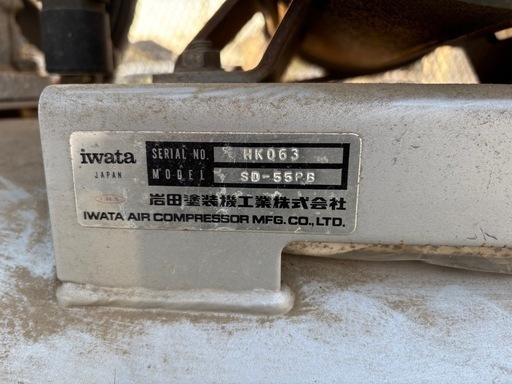 iwata
JAPAN
SERIAL NO. HK063
MODEL SD-55PB
岩田塗装機工業株式会社
IWATA AIR COMPRESSOR MFG. CO., LTD.